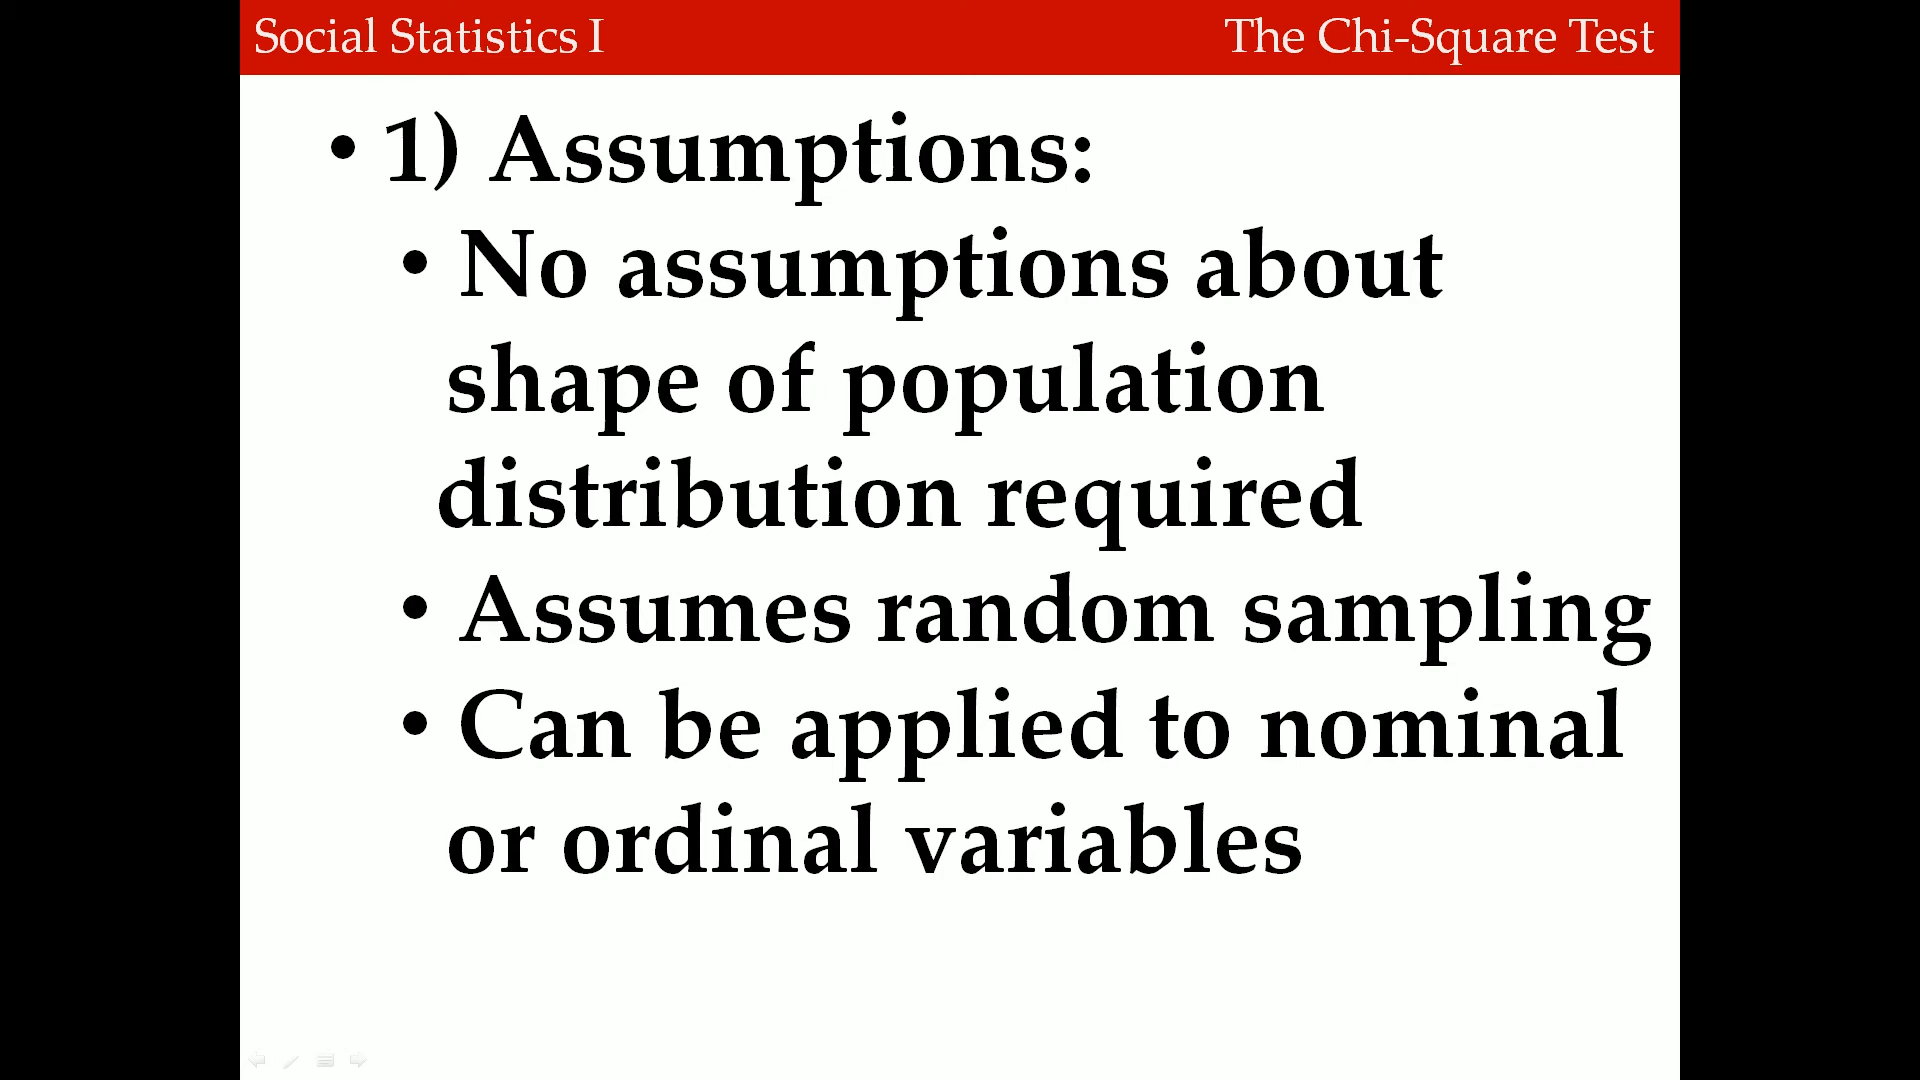 Social Statistics I
The Chi-Square Test
• 1) Assumptions:
• No assumptions about
shape of population
distribution required
• Assumes random sampling
• Can be applied to nominal
or ordinal variables